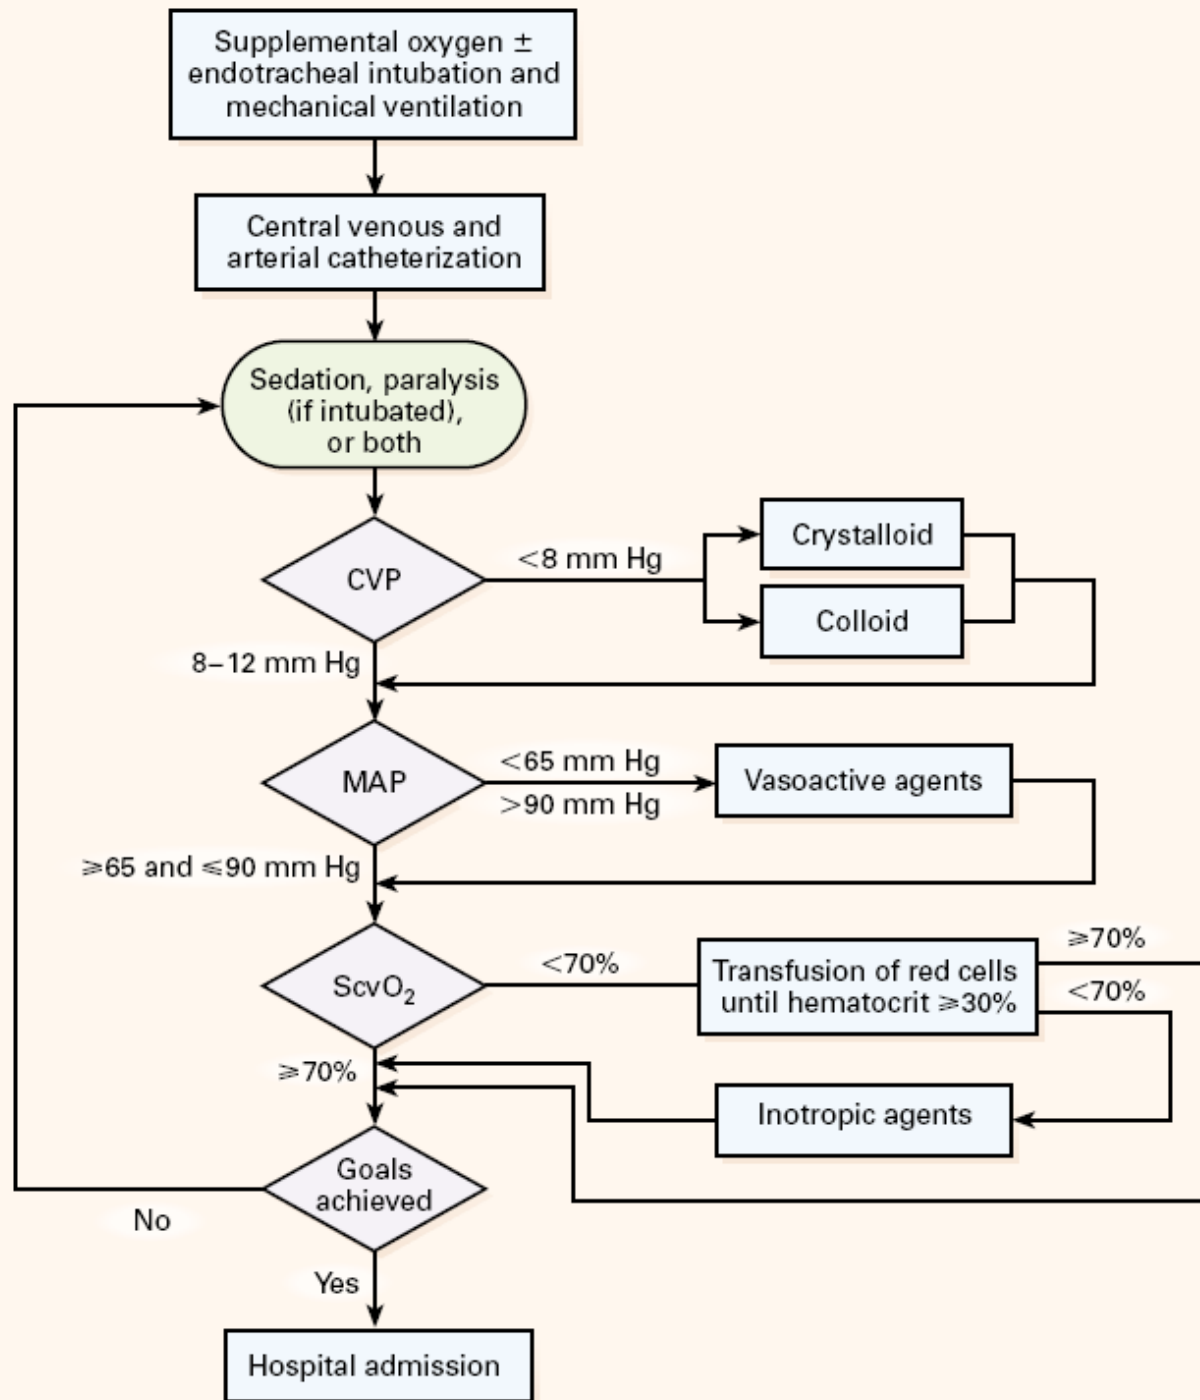 Supplemental oxygen ±
endotracheal intubation and
mechanical ventilation
Central venous and
arterial catheterization
Sedation, paralysis
(if intubated),
or both
CVP
<8 mm Hg
Crystalloid
Colloid
8–12 mm Hg
MAP
<65 mm Hg
>90 mm Hg
Vasoactive agents
⩾65 and ⩽90 mm Hg
ScvO₂
<70%
Transfusion of red cells
until hematocrit ⩾30%
⩾70%
<70%
⩾70%
Inotropic agents
Goals
achieved
No
Yes
Hospital admission